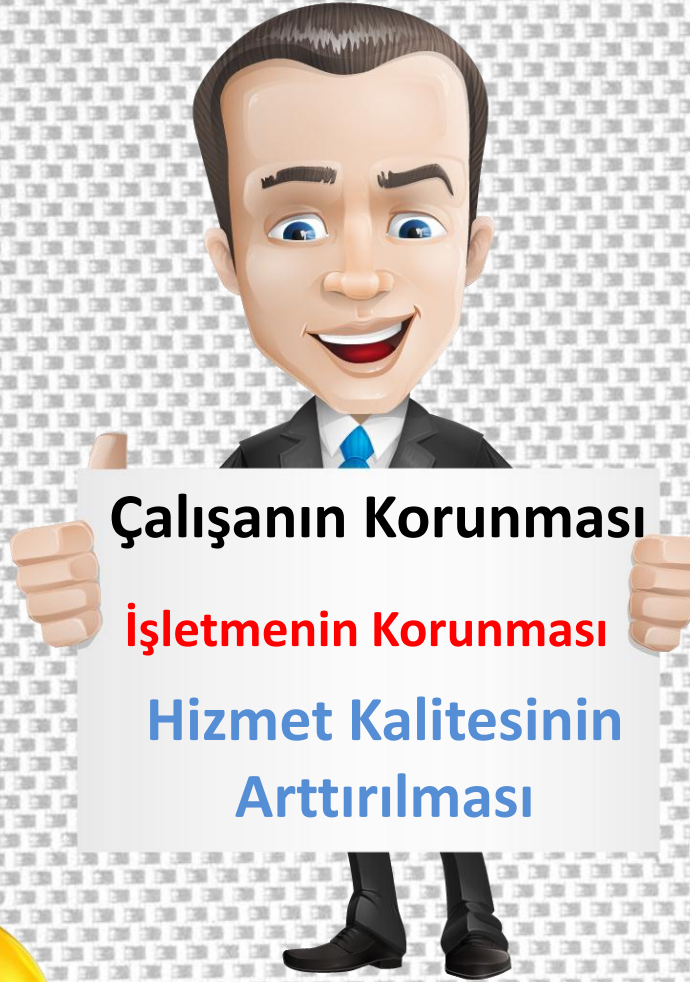 Çalışanın Korunması
İşletmenin Korunması
Hizmet Kalitesinin
Arttırılması